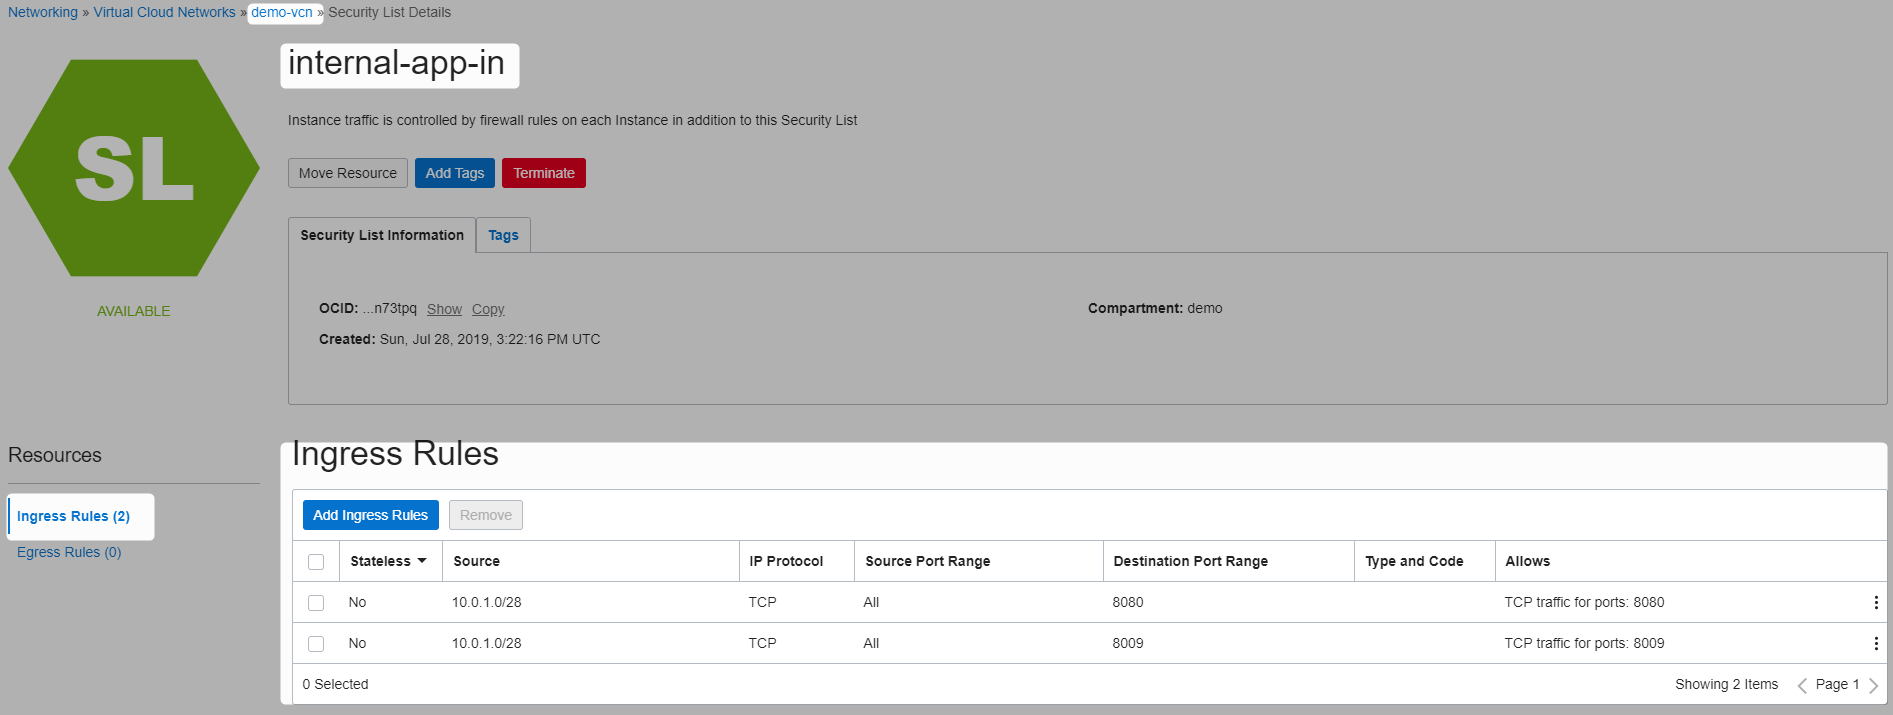 Networking » Virtual Cloud Networks » demo-vcn » Security List Details
SL
AVAILABLE
internal-app-in
Instance traffic is controlled by firewall rules on each Instance in addition to this Security List
Move Resource Add Tags Terminate
Security List Information Tags
OCID: ...n73tpq Show Copy Compartment: demo
Created: Sun, Jul 28, 2019, 3:22:16 PM UTC
Resources
Ingress Rules (2)
Egress Rules (0)
Ingress Rules
Add Ingress Rules Remove
Stateless Source IP Protocol Source Port Range Destination Port Range Type and Code Allows
No 10.0.1.0/28 TCP All 8080 TCP traffic for ports: 8080
No 10.0.1.0/28 TCP All 8009 TCP traffic for ports: 8009
0 Selected Showing 2 Items Page 1